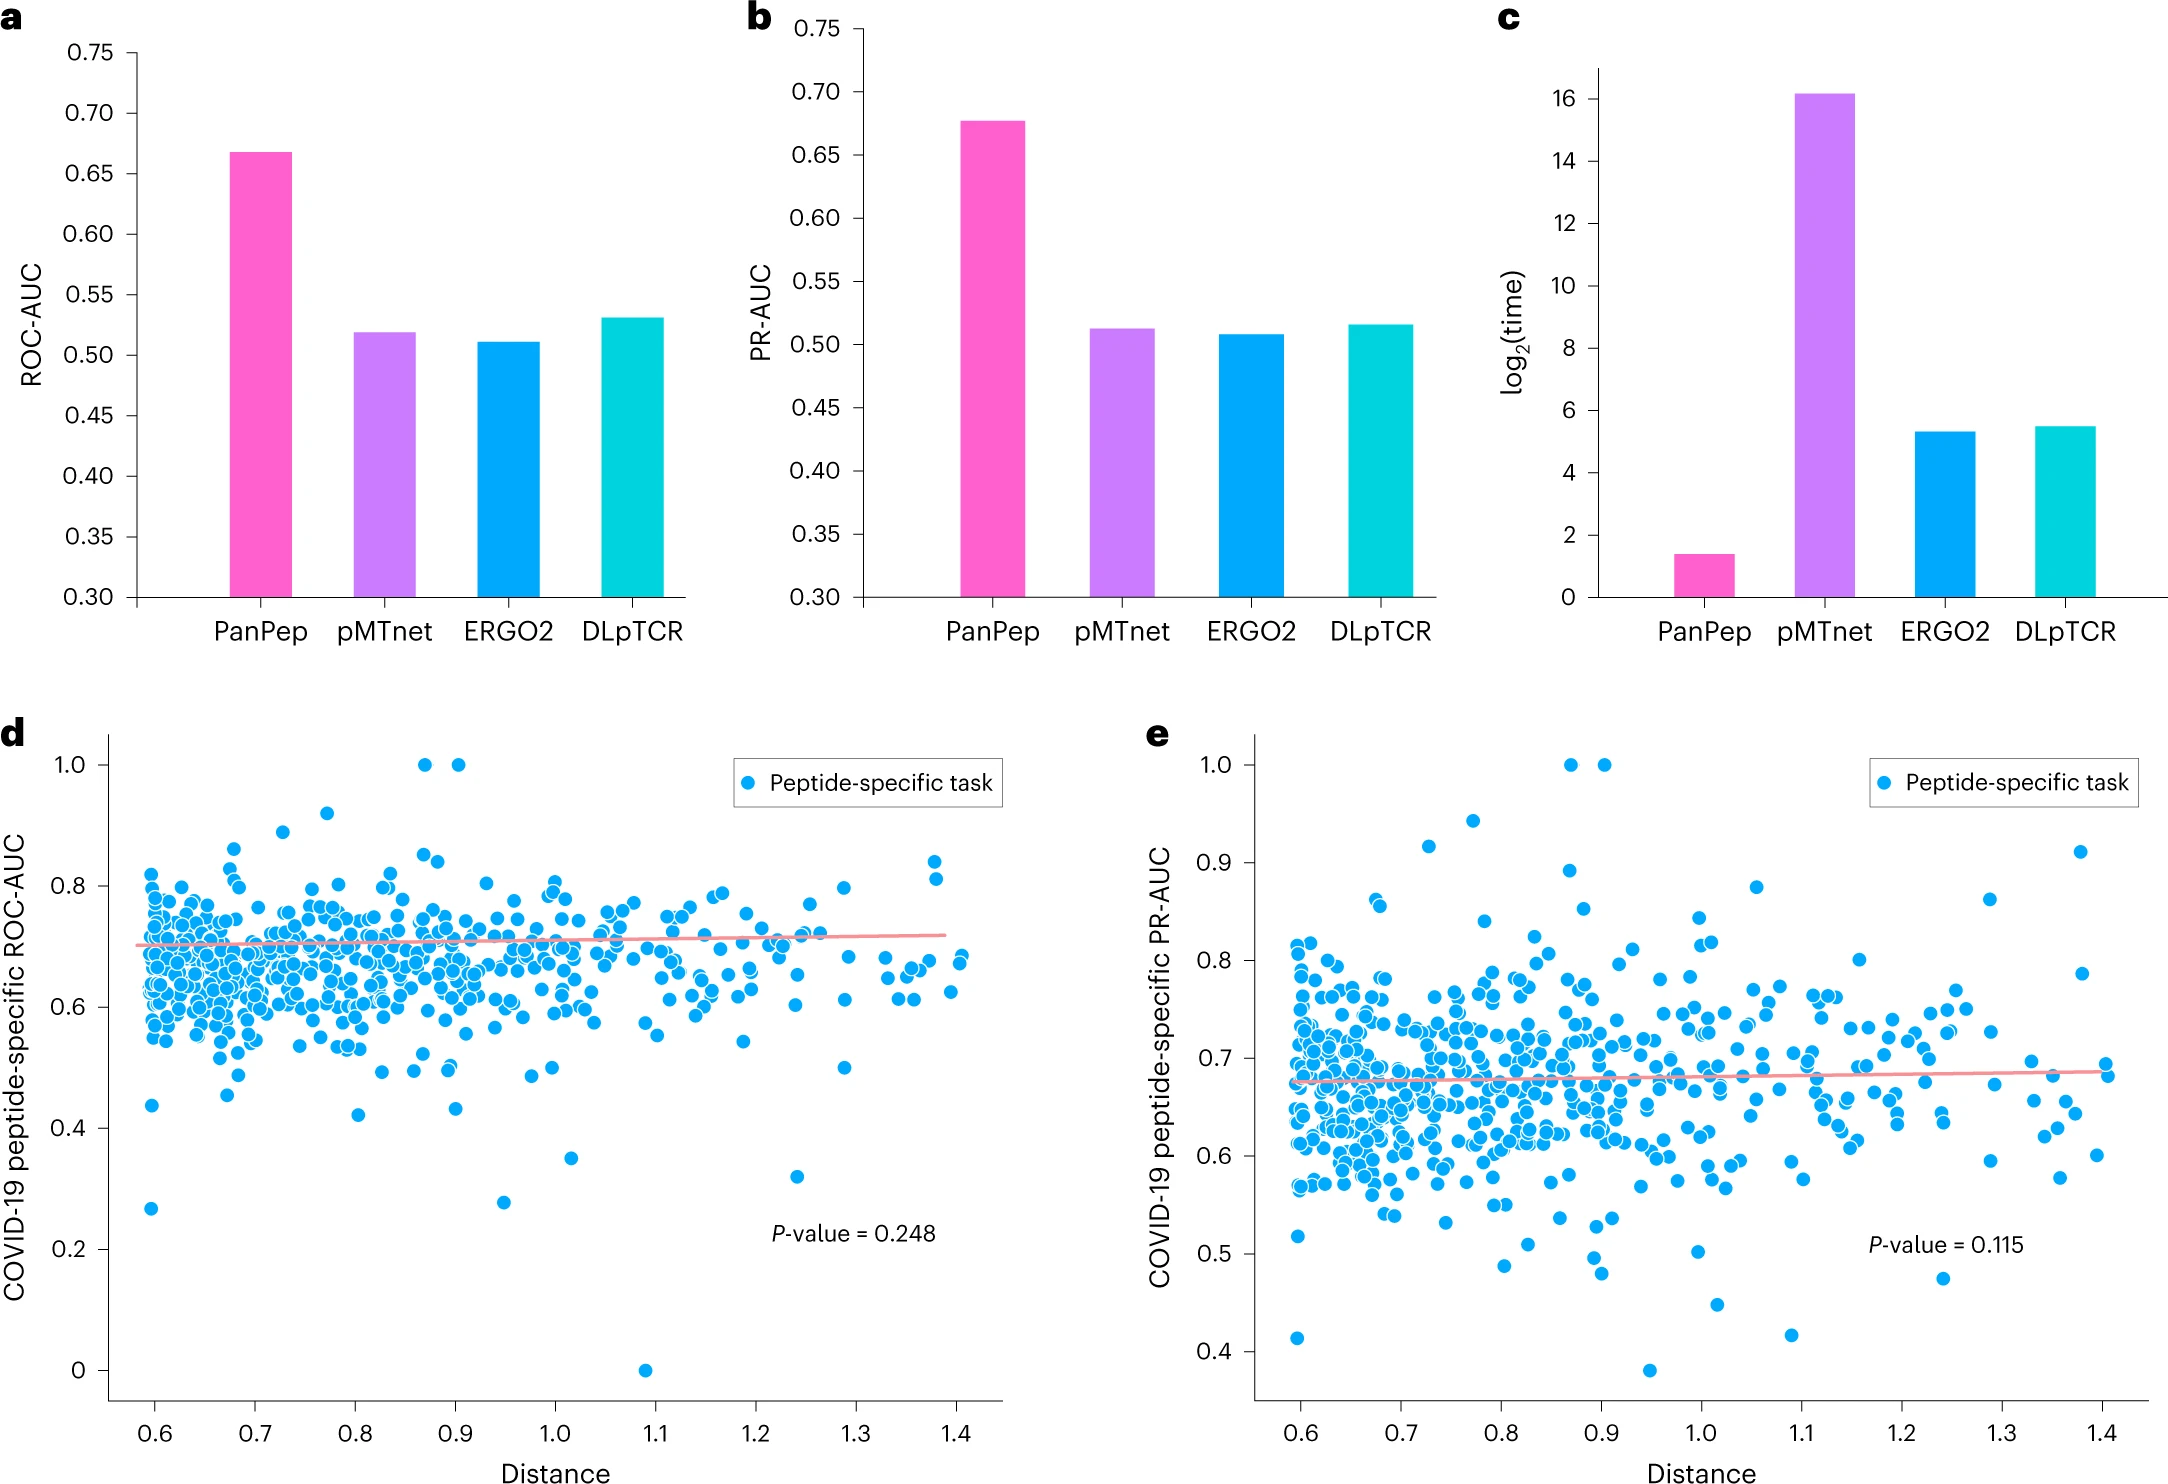 a
0.75
0.70
0.65
0.60
0.55
0.50
0.45
0.40
0.35
0.30
ROC-AUC
PanPep pMTnet ERGO2 DLpTCR
b
0.75
0.70
0.65
0.60
0.55
0.50
0.45
0.40
0.35
0.30
PR-AUC
PanPep pMTnet ERGO2 DLpTCR
c
16
14
12
10
8
6
4
2
0
log2(time)
PanPep pMTnet ERGO2 DLpTCR
d
1.0
0.8
0.6
0.4
0.2
0
COVID-19 peptide-specific ROC-AUC
Peptide-specific task
P-value = 0.248
0.6 0.7 0.8 0.9 1.0 1.1 1.2 1.3 1.4
Distance
e
1.0
0.9
0.8
0.7
0.6
0.5
0.4
COVID-19 peptide-specific PR-AUC
Peptide-specific task
P-value = 0.115
0.6 0.7 0.8 0.9 1.0 1.1 1.2 1.3 1.4
Distance